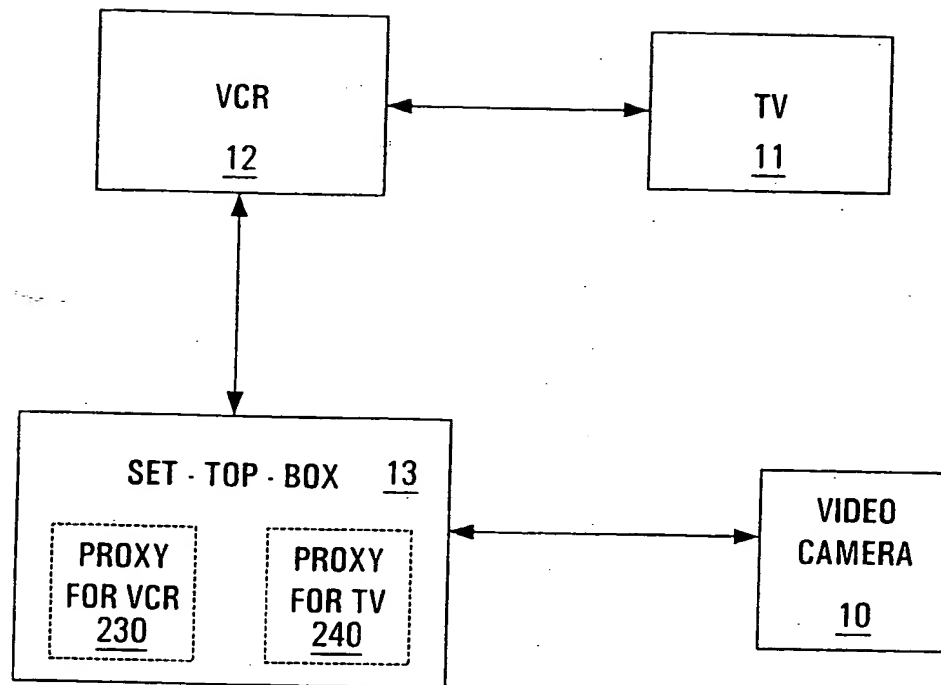 VCR
12
TV
11
SET - TOP - BOX 13
PROXY
FOR VCR
230
PROXY
FOR TV
240
VIDEO
CAMERA
10